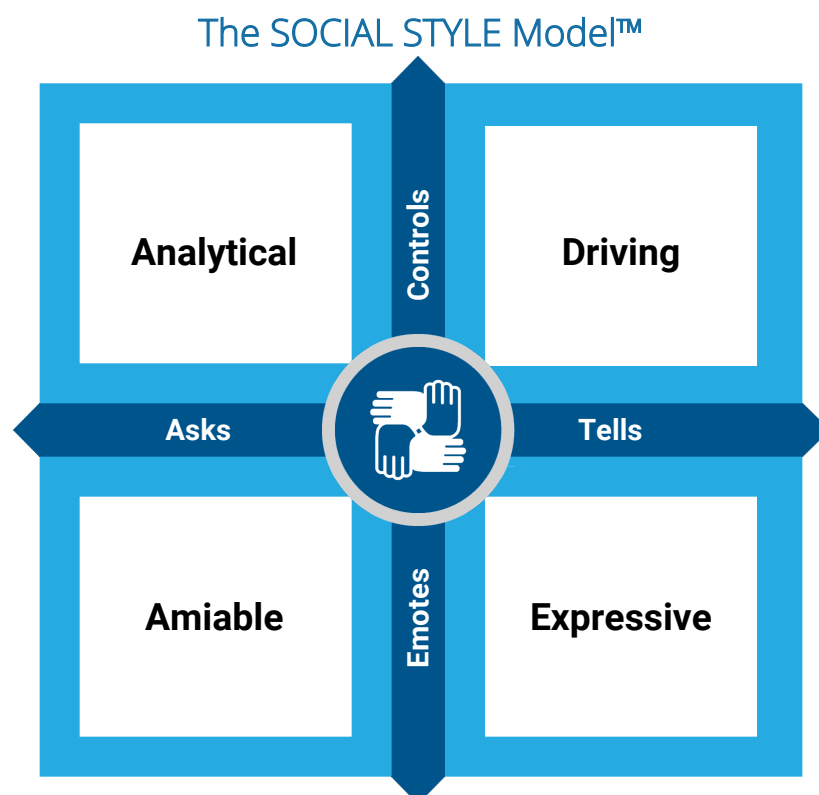 The SOCIAL STYLE Model™
Controls
Analytical
Driving
Asks
Tells
Amiable
Expressive
Emotes